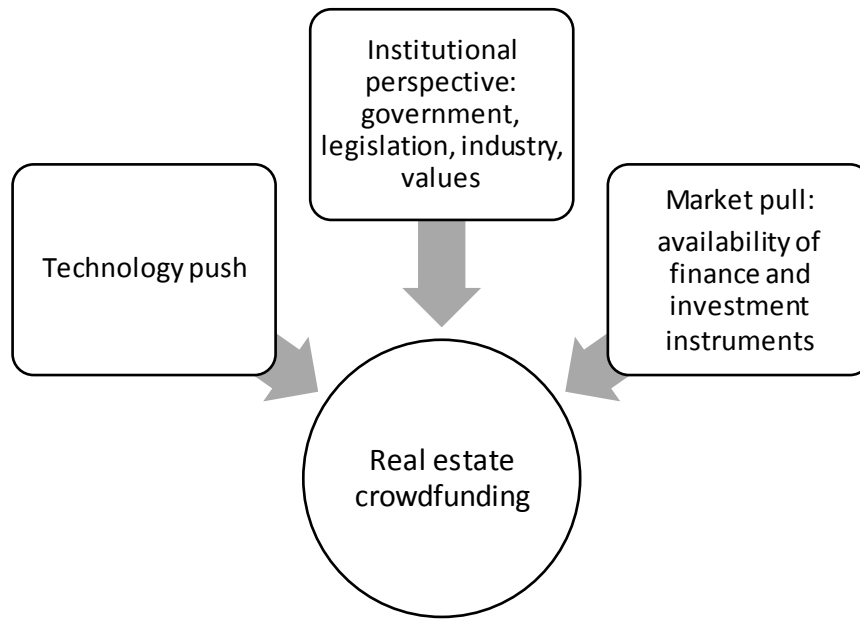 Institutional
perspective:
government,
legislation, industry,
values
Technology push
Market pull:
availability of
finance and
investment
instruments
Real estate
crowdfunding